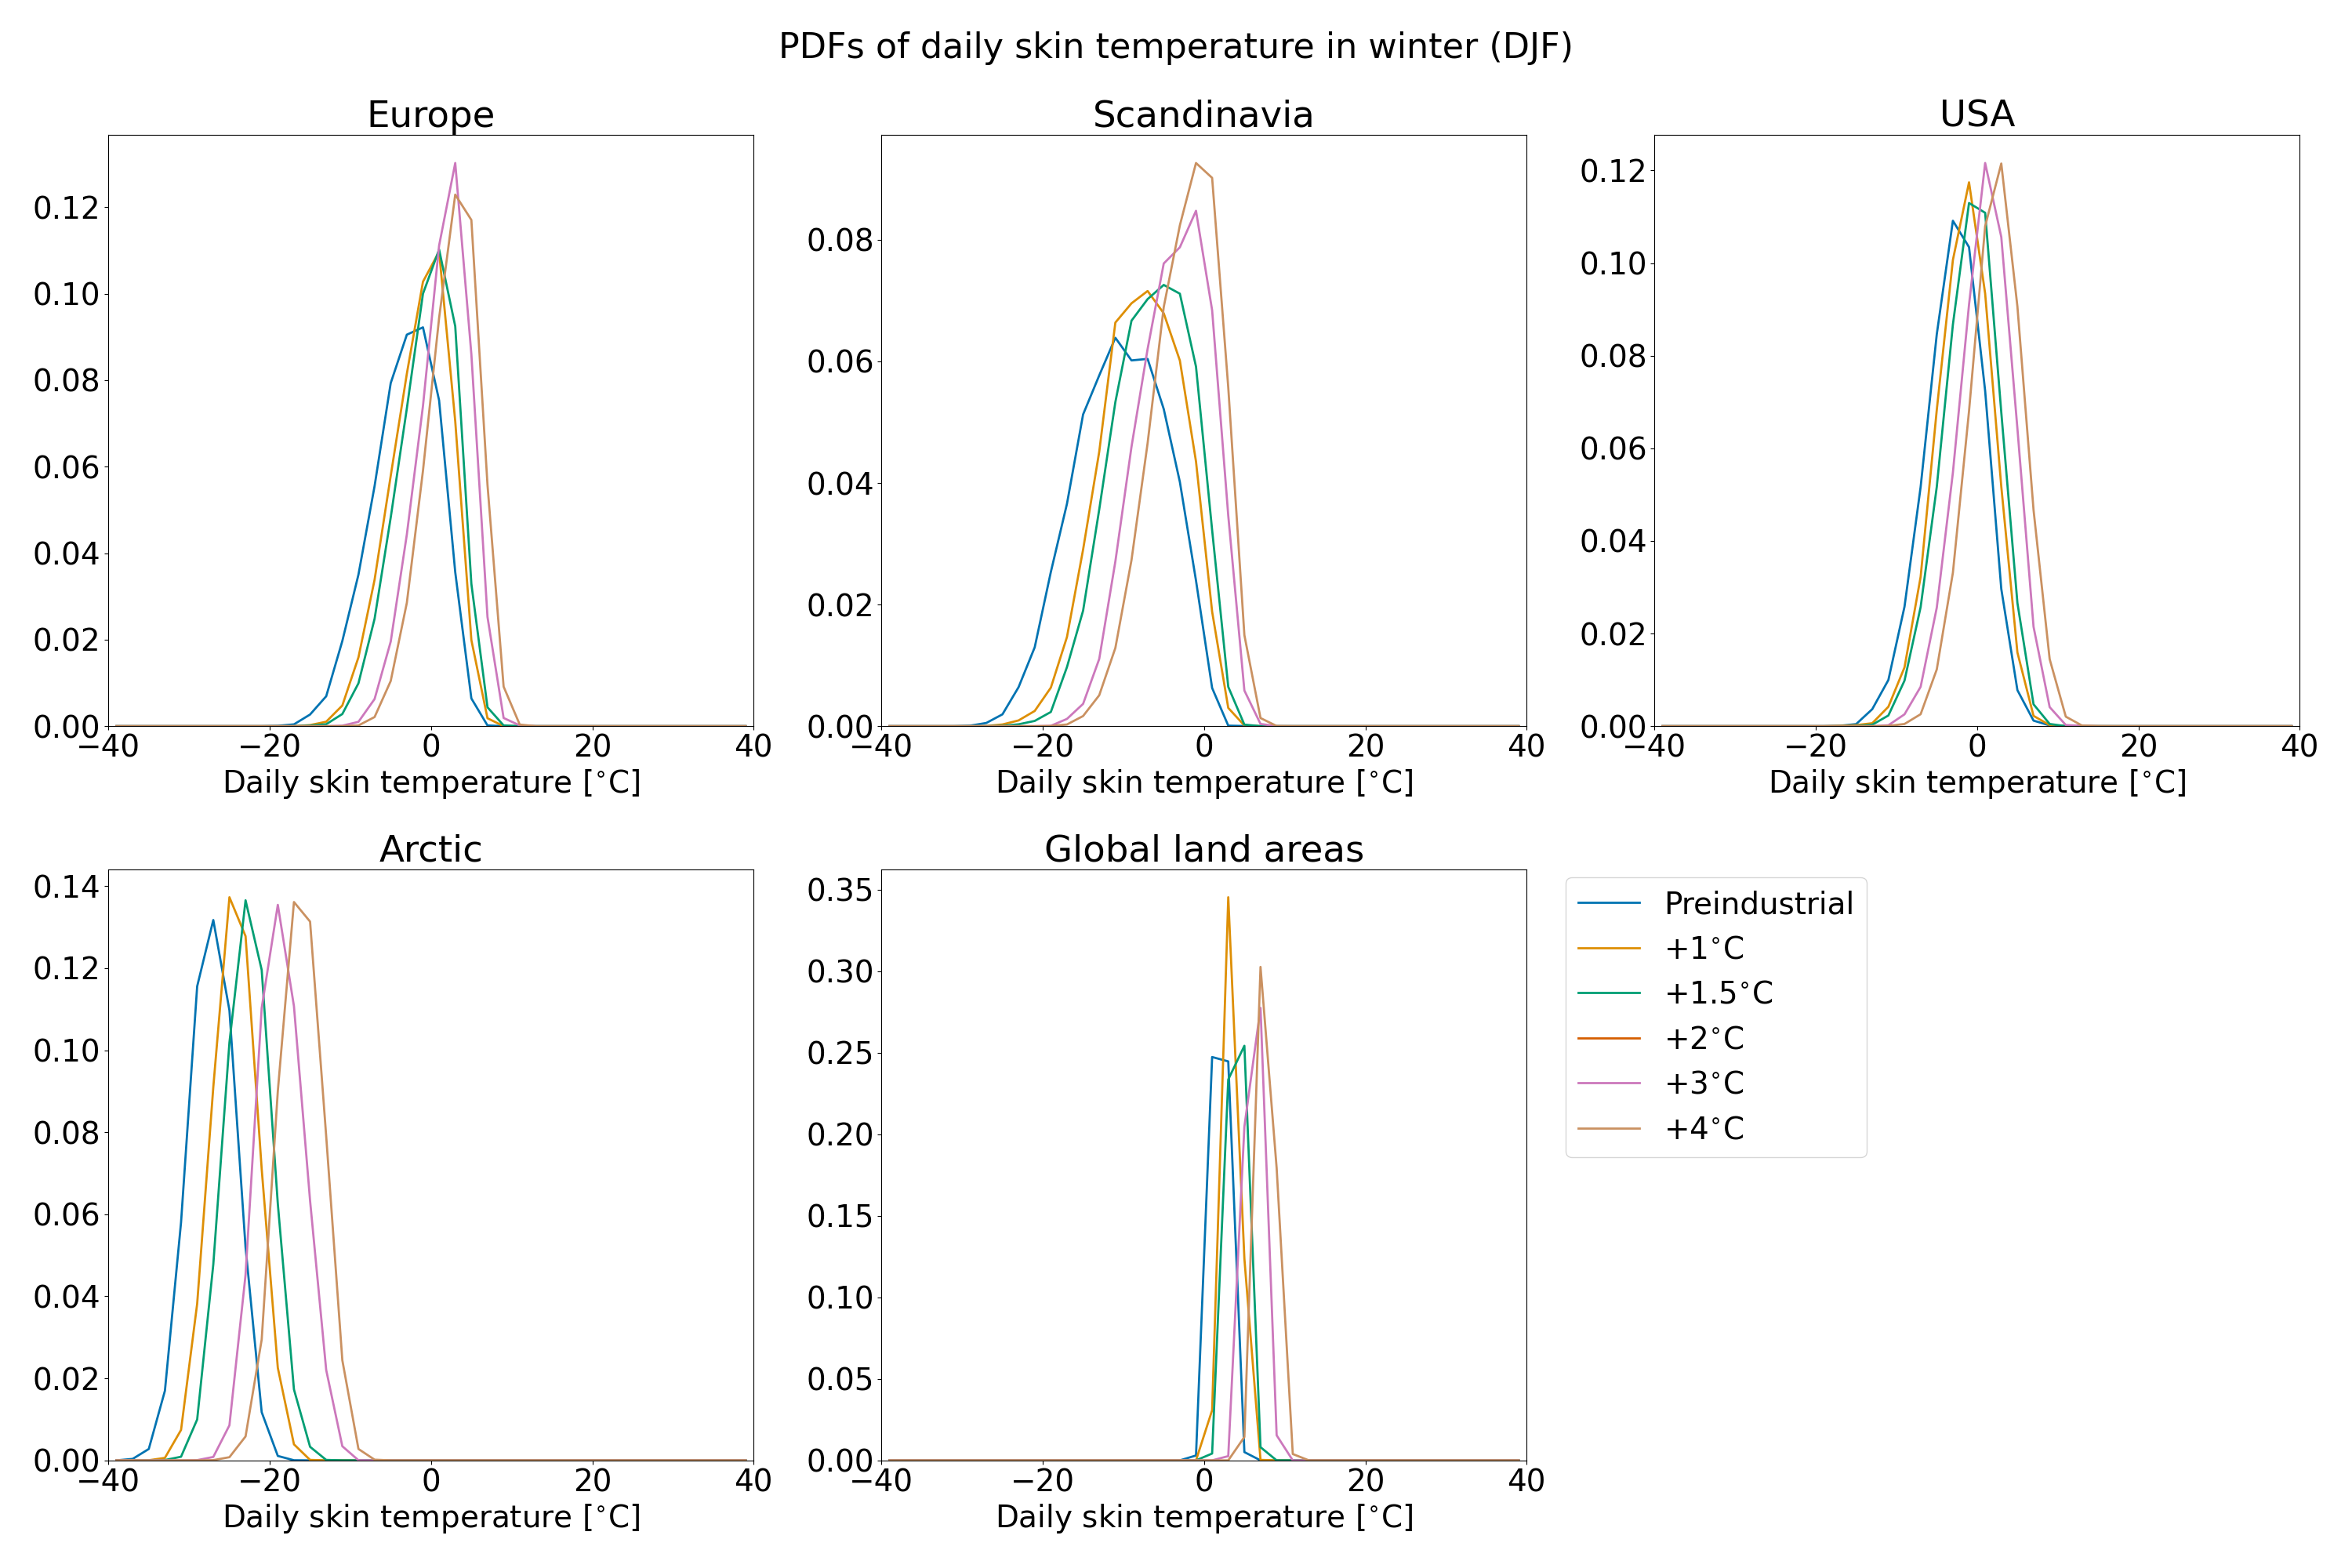 PDFs of daily skin temperature in winter (DJF)
Europe
0.12
0.10
0.08
0.06
0.04
0.02
0.00
−40 −20 0 20 40
Daily skin temperature [°C]
Scandinavia
0.08
0.06
0.04
0.02
0.00
−40 −20 0 20 40
Daily skin temperature [°C]
USA
0.12
0.10
0.08
0.06
0.04
0.02
0.00
−40 −20 0 20 40
Daily skin temperature [°C]
Arctic
0.14
0.12
0.10
0.08
0.06
0.04
0.02
0.00
−40 −20 0 20 40
Daily skin temperature [°C]
Global land areas
0.35
0.30
0.25
0.20
0.15
0.10
0.05
0.00
−40 −20 0 20 40
Daily skin temperature [°C]
Preindustrial
+1°C
+1.5°C
+2°C
+3°C
+4°C